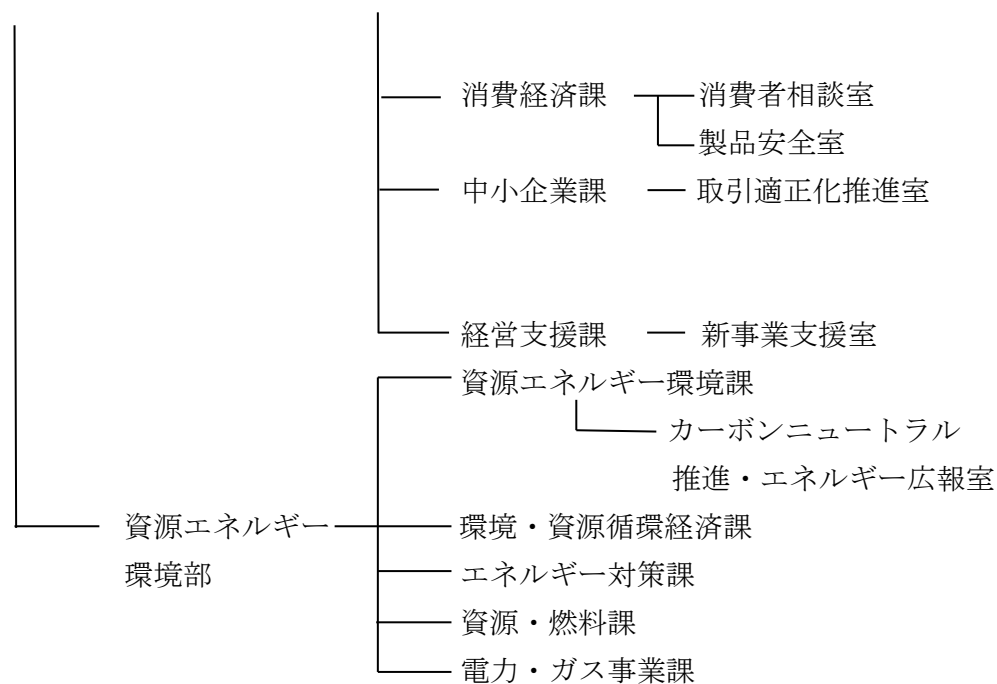 消費経済課 消費者相談室
製品安全室
中小企業課 取引適正化推進室
経営支援課 新事業支援室
資源エネルギー環境課
カーボンニュートラル
推進・エネルギー広報室
資源エネルギー 環境・資源循環経済課
環境部 エネルギー対策課
資源・燃料課
電力・ガス事業課